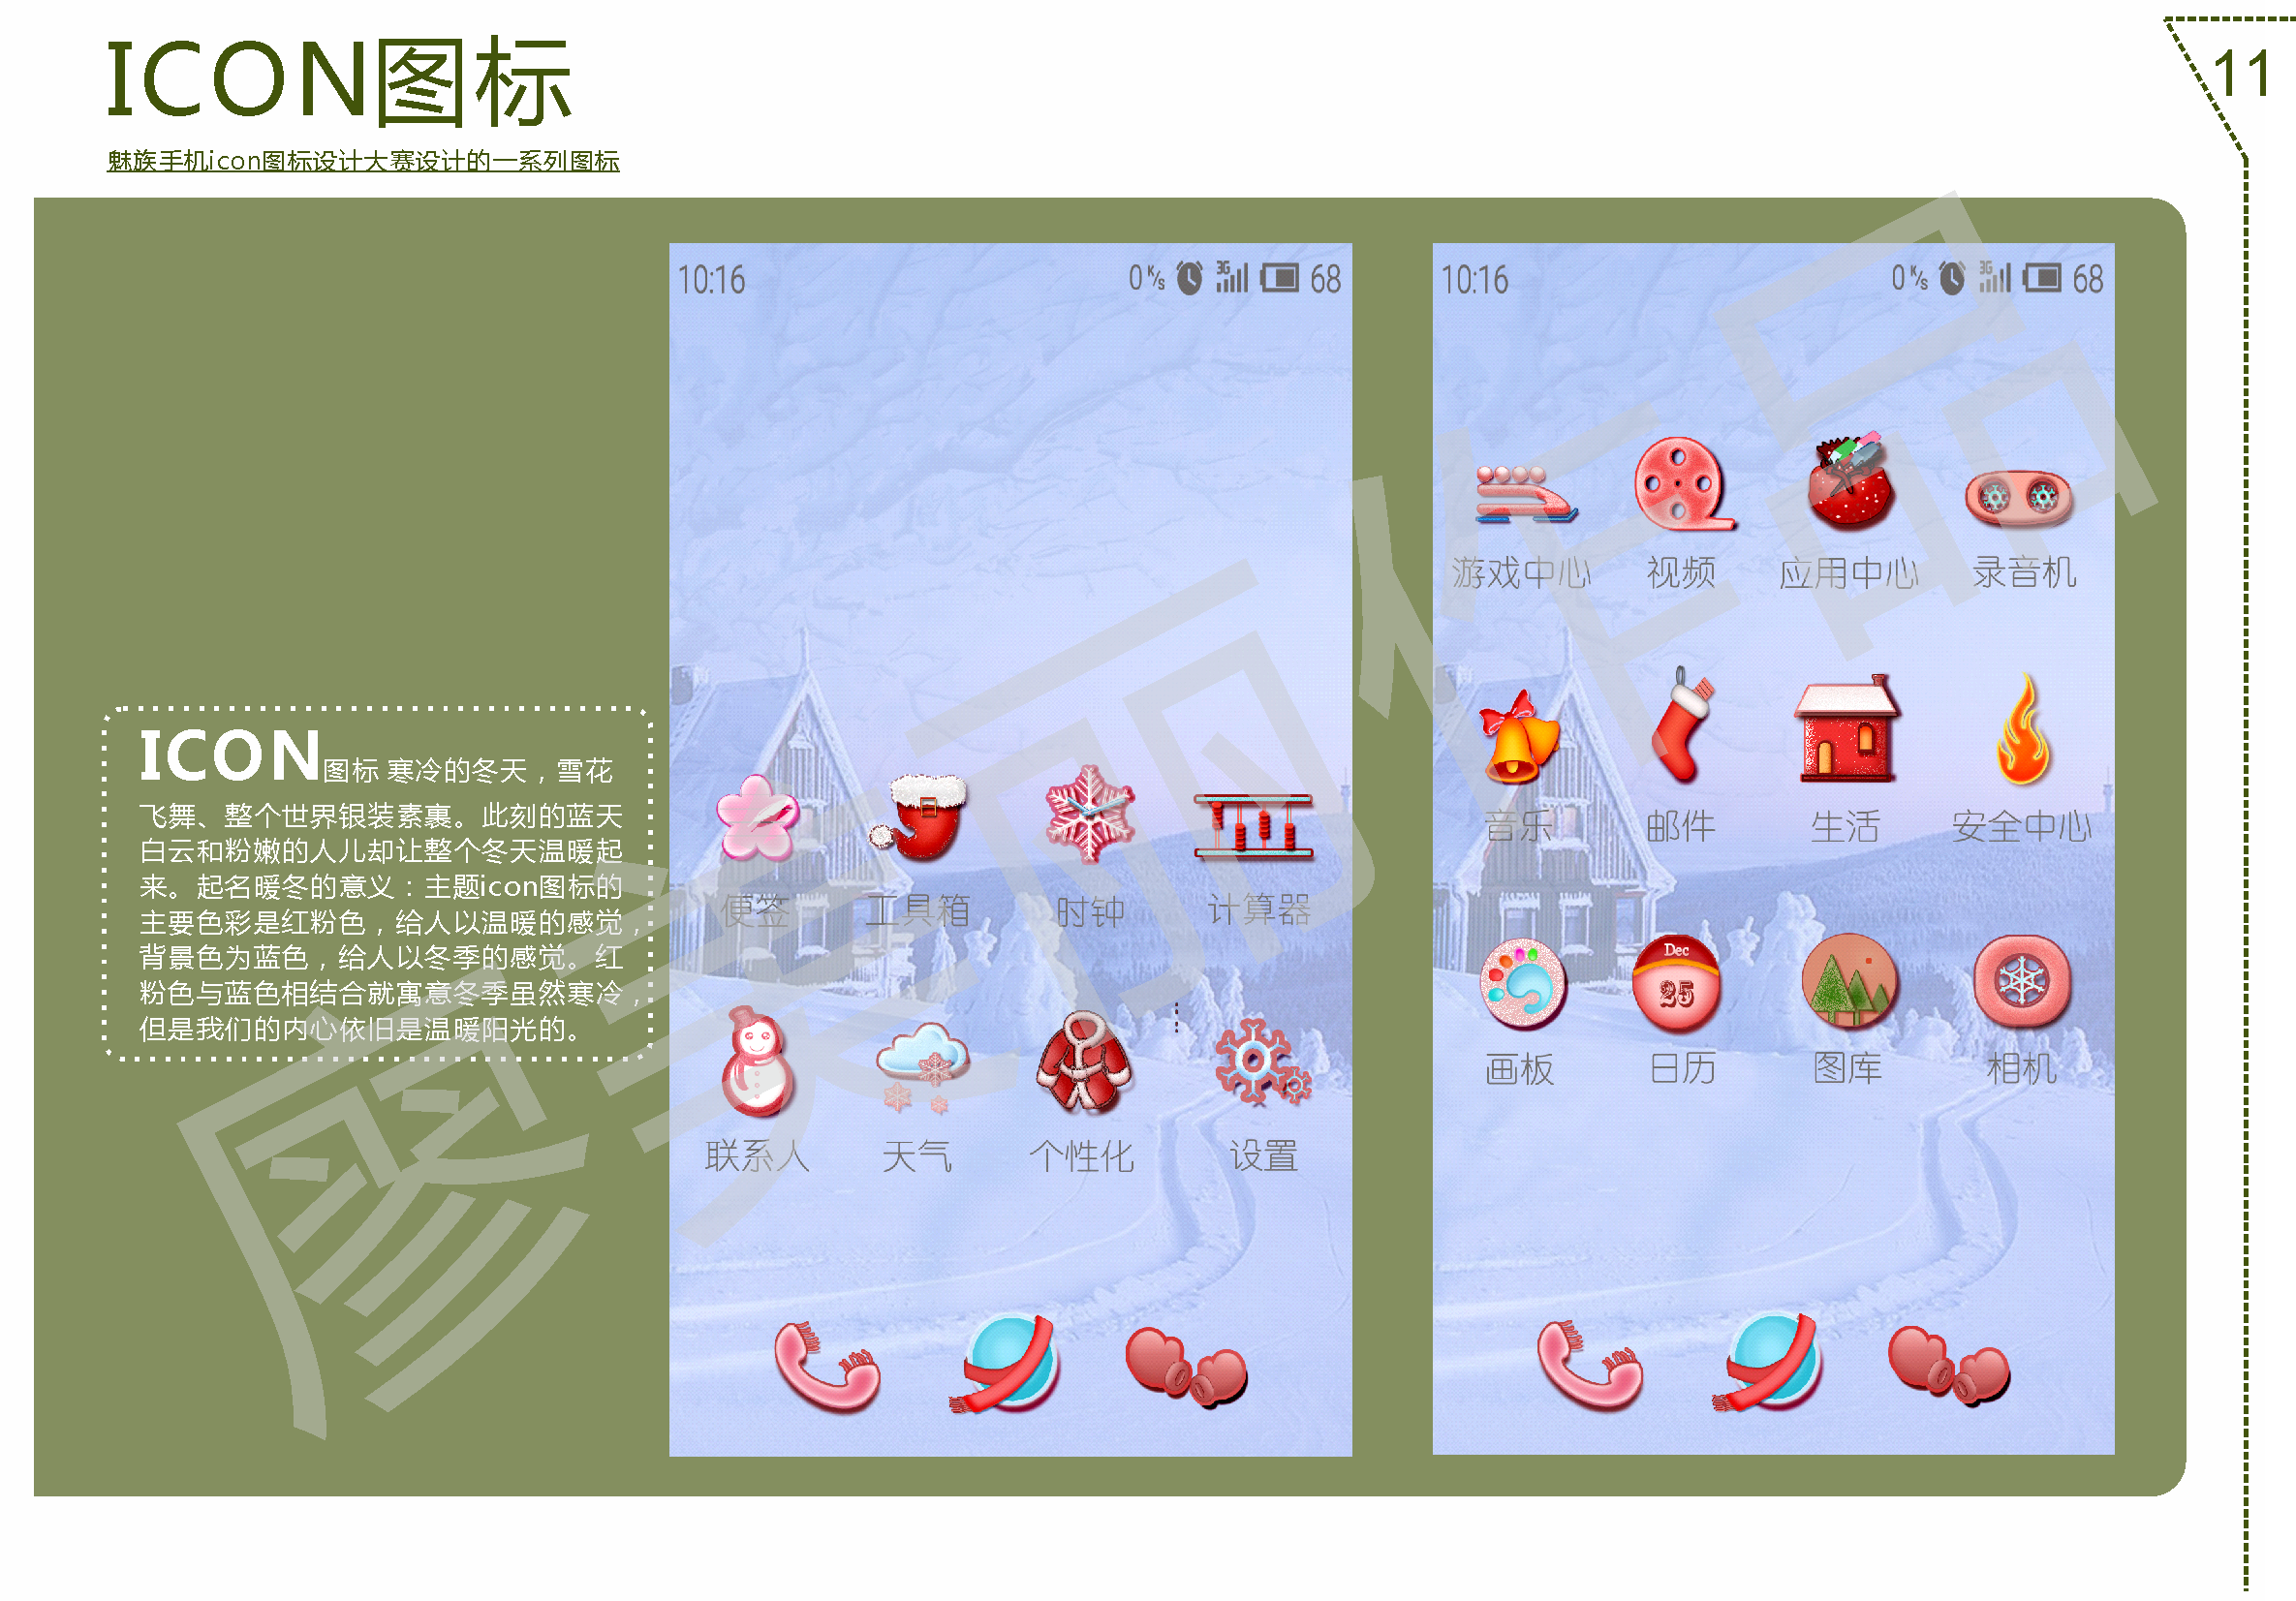 ICON图标
11
魅族手机icon图标设计大赛设计的一系列图标
ICON图标 寒冷的冬天，雪花
飞舞、整个世界银装素裹。此刻的蓝天
白云和粉嫩的人儿却让整个冬天温暖起
来。起名暖冬的意义：主题icon图标的
主要色彩是红粉色，给人以温暖的感觉，
背景色为蓝色，给人以冬季的感觉。红
粉色与蓝色相结合就寓意冬季虽然寒冷，
但是我们的内心依旧是温暖阳光的。
10:16 0 K/s 3G 68
便签 工具箱 时钟 计算器
联系人 天气 个性化 设置
10:16 0 K/s 3G 68
游戏中心 视频 应用中心 录音机
音乐 邮件 生活 安全中心
Dec
25
画板 日历 图库 相机
廖美丽作品